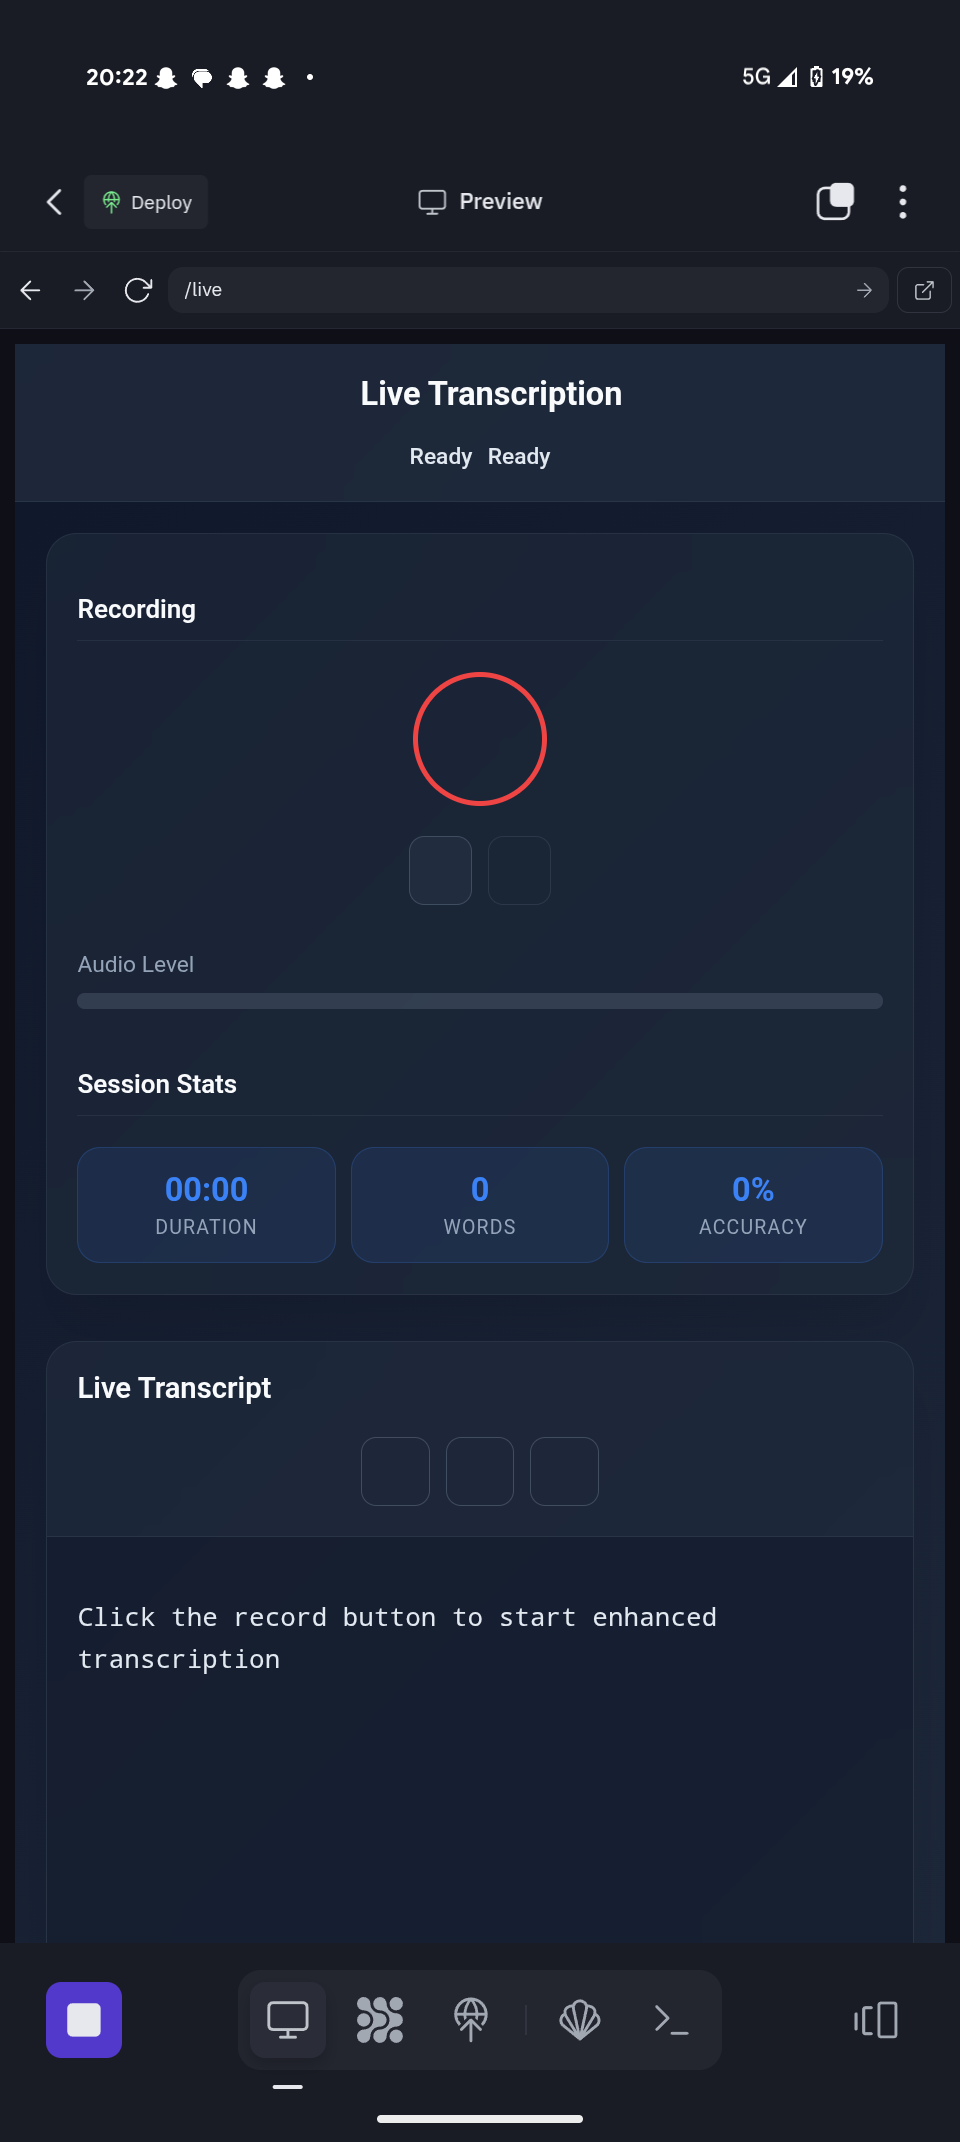 20:22
5G 19%
Deploy
Preview
/live
Live Transcription
Ready Ready
Recording
Audio Level
Session Stats
00:00 0 0%
DURATION WORDS ACCURACY
Live Transcript
Click the record button to start enhanced
transcription